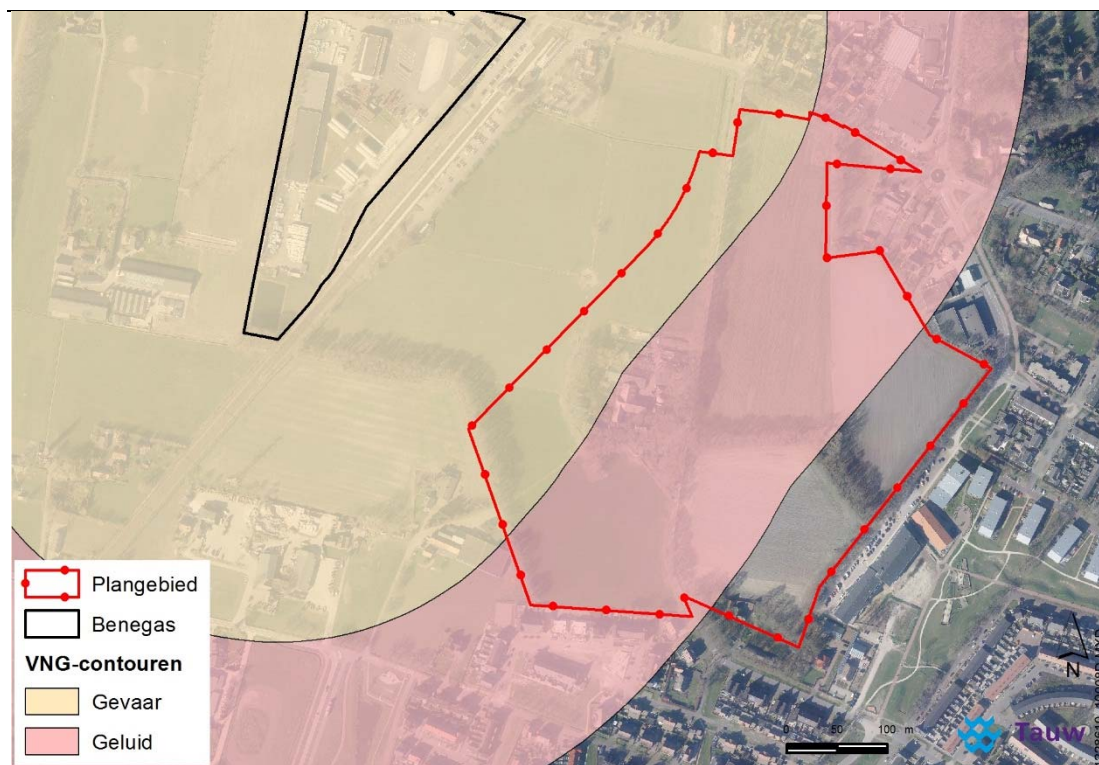 Plangebied
Benegas
VNG-contouren
Gevaar
Geluid
N
0 50 100 m
Tauw